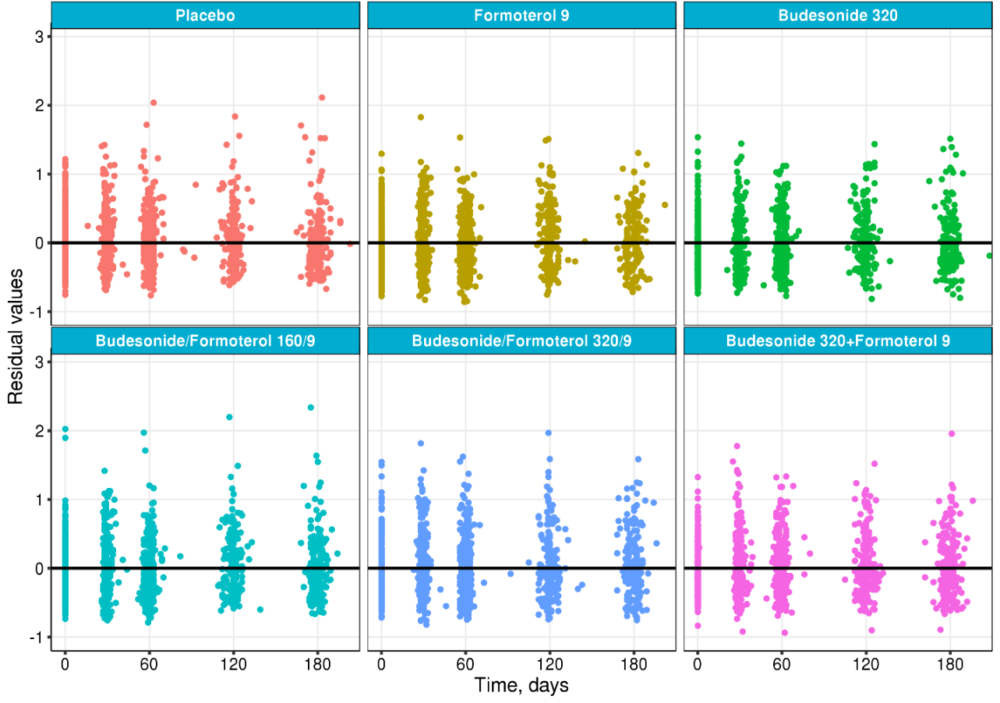 Placebo Formoterol 9 Budesonide 320
3
2
1
0
-1
Budesonide/Formoterol 160/9 Budesonide/Formoterol 320/9 Budesonide 320+Formoterol 9
3
2
1
0
-1
Residual values
0 60 120 180 0 60 120 180 0 60 120 180
Time, days